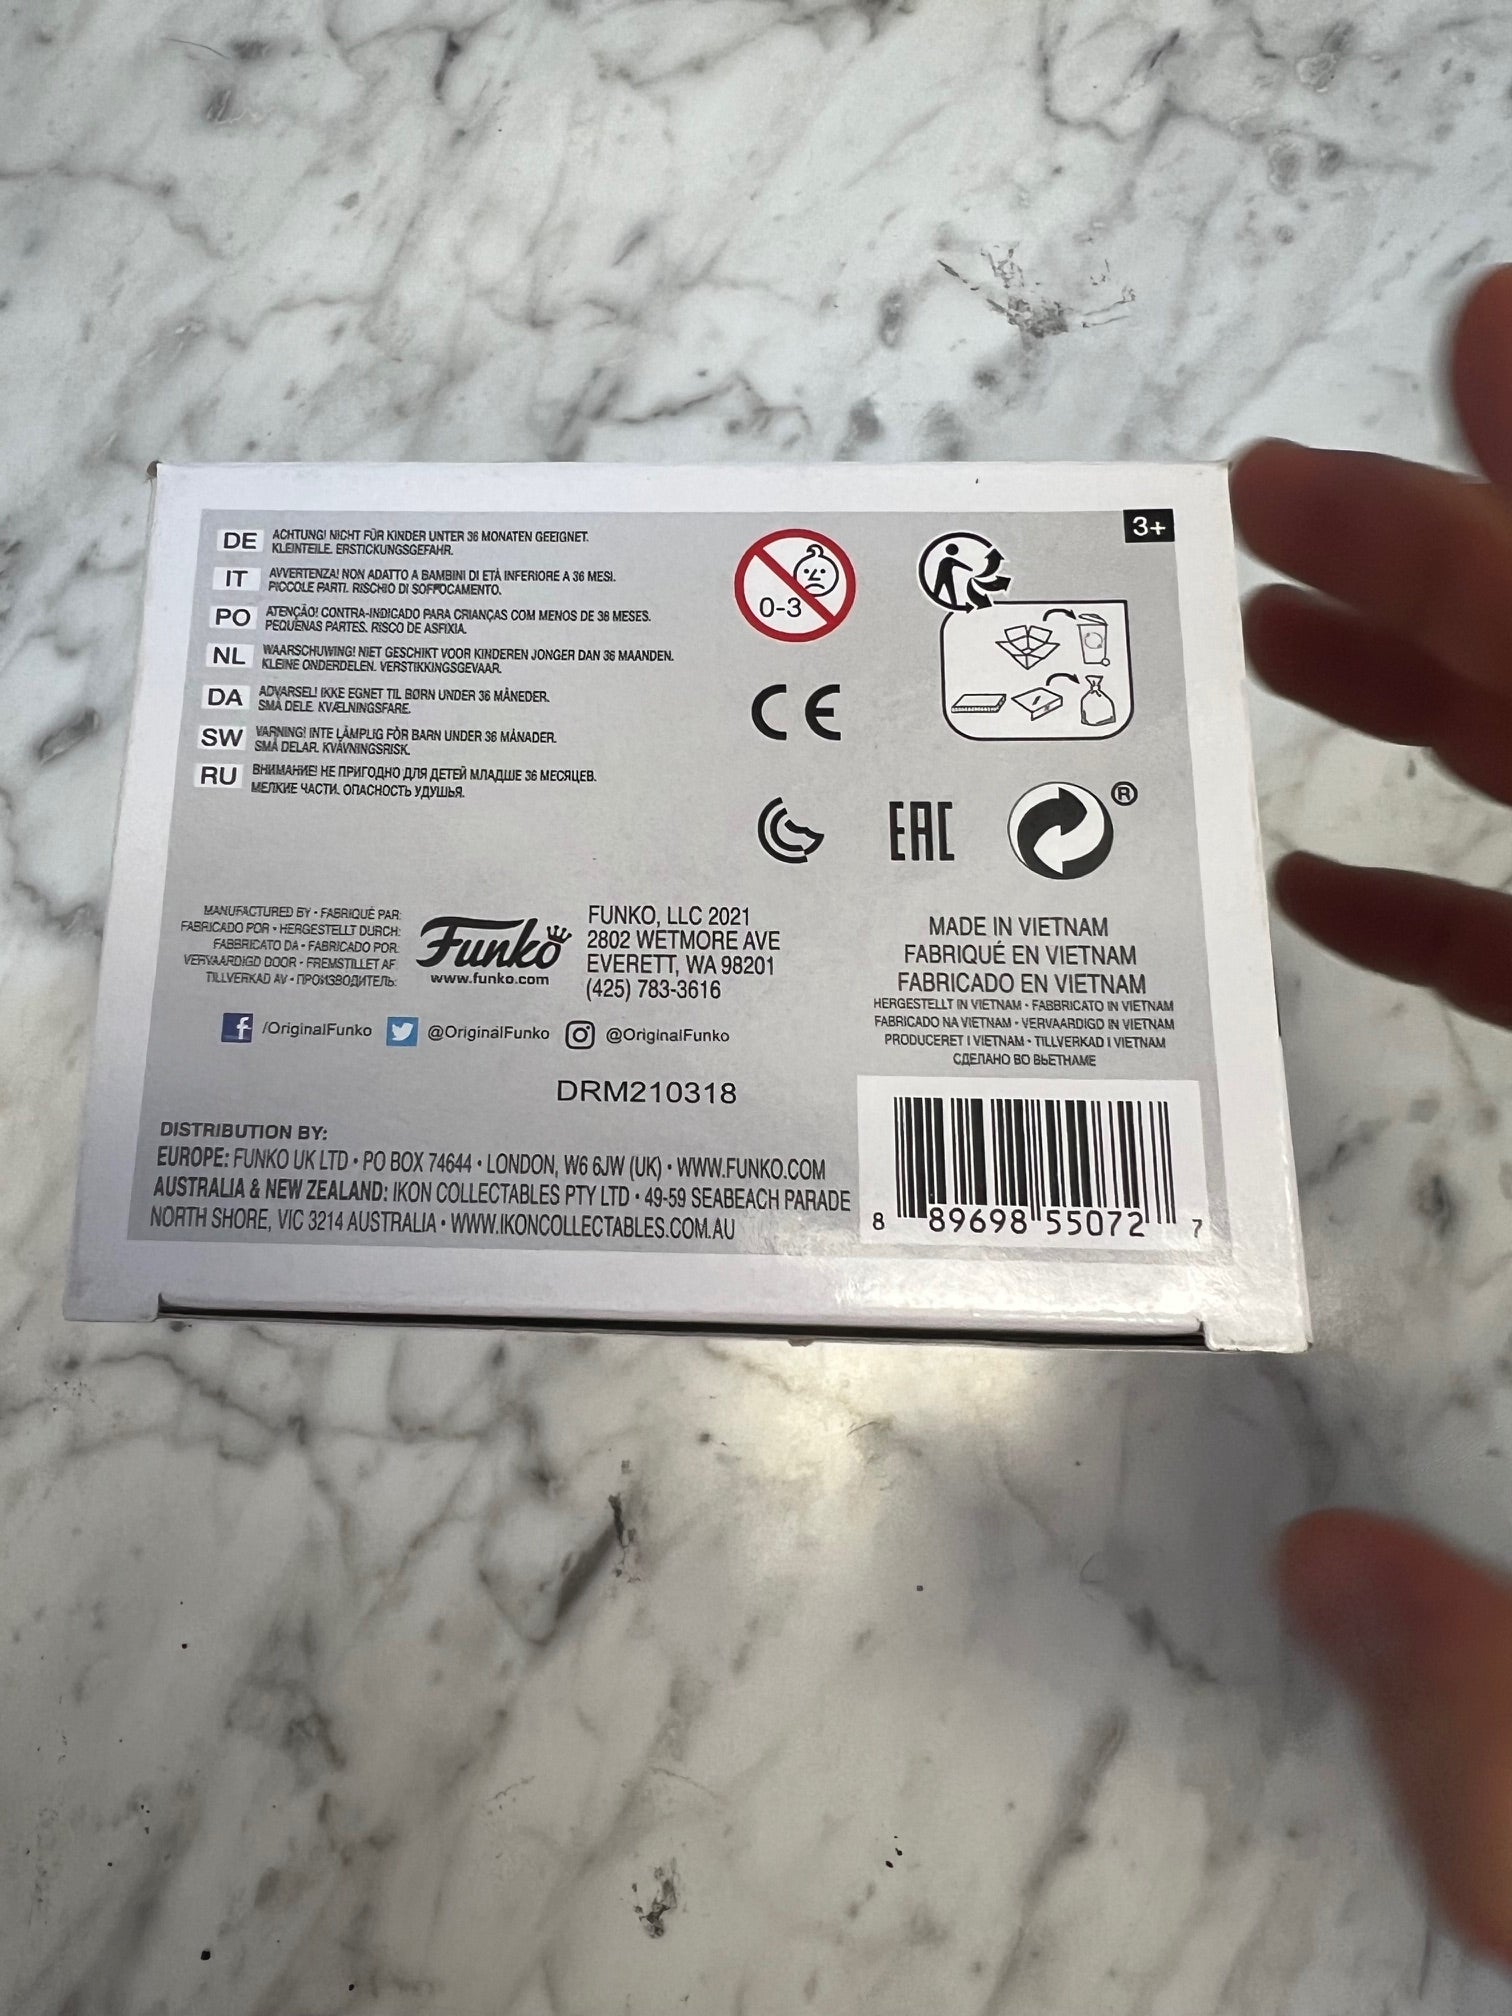 3+
DE ACHTUNG! NICHT FÜR KINDER UNTER 36 MONATEN GEEIGNET.
KLEINTEILE. ERSTICKUNGSGEFAHR.
IT AVVERTENZA! NON ADATTO A BAMBINI DI ETÀ INFERIORE A 36 MESI.
PICCOLE PARTI. RISCHIO DI SOFFOCAMENTO.
PO ATENÇÃO! CONTRA-INDICADO PARA CRIANÇAS COM MENOS DE 36 MESES.
PEQUENAS PARTES. RISCO DE ASFIXIA.
NL WAARSCHUWING! NIET GESCHIKT VOOR KINDEREN JONGER DAN 36 MAANDEN.
KLEINE ONDERDELEN. VERSTIKKINGSGEVAAR.
DA ADVARSEL! IKKE EGNET TIL BØRN UNDER 36 MÅNEDER.
SMÅ DELE. KVÆLNINGSFARE.
SW VARNING! INTE LÄMPLIG FÖR BARN UNDER 36 MÅNADER.
SMÅ DELAR. KVÄVNINGSRISK.
RU ВНИМАНИЕ! НЕ ПРИГОДНО ДЛЯ ДЕТЕЙ МЛАДШЕ 36 МЕСЯЦЕВ.
МЕЛКИЕ ЧАСТИ. ОПАСНОСТЬ УДУШЬЯ.
0-3
CE
EAC
®
MANUFACTURED BY • FABRIQUÉ PAR:
FABRICADO POR • HERGESTELLT DURCH:
FABBRICATO DA • FABRICADO POR:
VERVAARDIGD DOOR • FREMSTILLET AF
TILLVERKAD AV • ПРОИЗВОДИТЕЛЬ:
Funko
www.funko.com
FUNKO, LLC 2021
2802 WETMORE AVE
EVERETT, WA 98201
(425) 783-3616
f /OriginalFunko @OriginalFunko @OriginalFunko
DRM210318
MADE IN VIETNAM
FABRIQUÉ EN VIETNAM
FABRICADO EN VIETNAM
HERGESTELLT IN VIETNAM • FABBRICATO IN VIETNAM
FABRICADO NA VIETNAM • VERVAARDIGD IN VIETNAM
PRODUCERET I VIETNAM • TILLVERKAD I VIETNAM
СДЕЛАНО ВО ВЬЕТНАМЕ
DISTRIBUTION BY:
EUROPE: FUNKO UK LTD • PO BOX 74644 • LONDON, W6 6JW (UK) • WWW.FUNKO.COM
AUSTRALIA & NEW ZEALAND: IKON COLLECTABLES PTY LTD • 49-59 SEABEACH PARADE
NORTH SHORE, VIC 3214 AUSTRALIA • WWW.IKONCOLLECTABLES.COM.AU
8 89698 55072 7